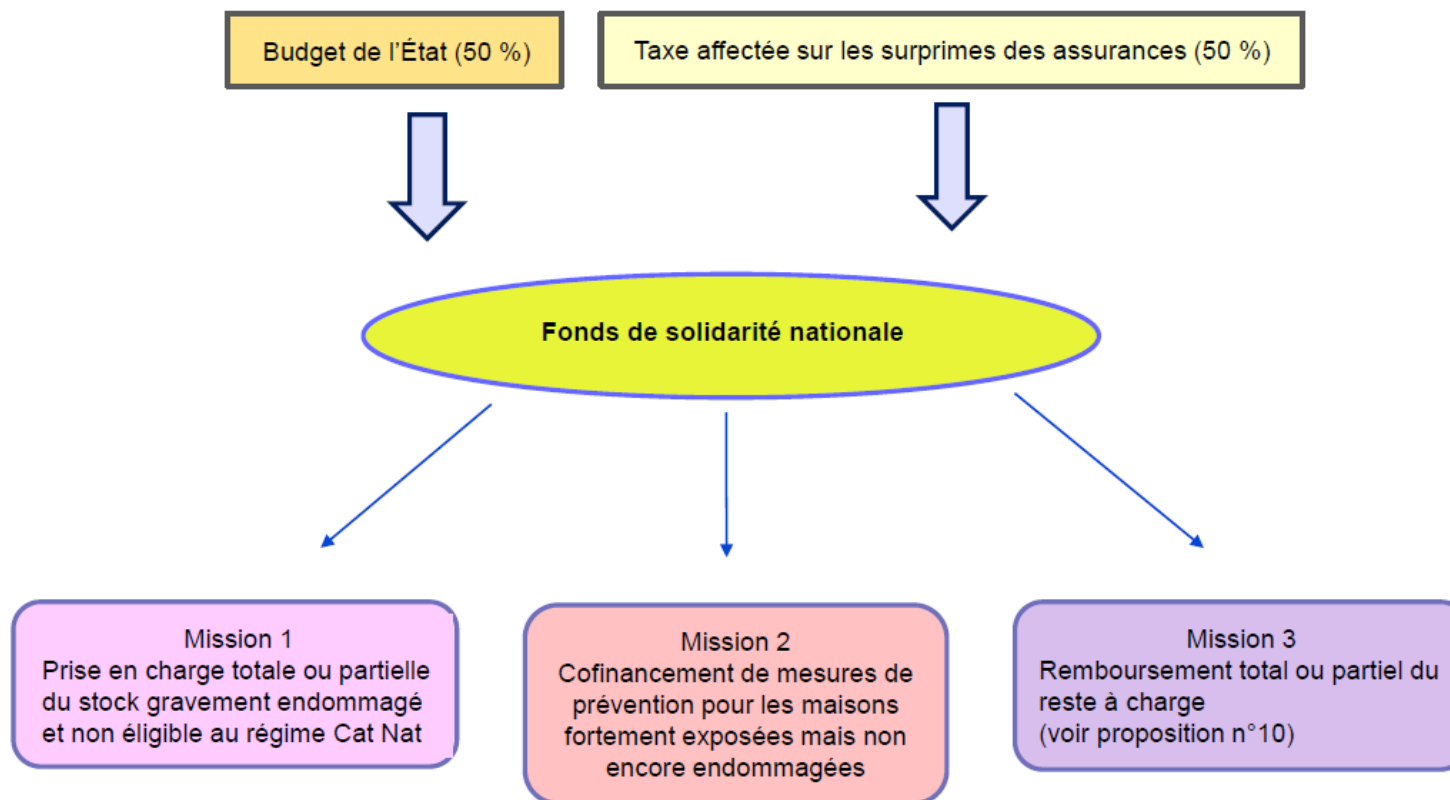 Budget de l’État (50 %)
Taxe affectée sur les surprimes des assurances (50 %)
Fonds de solidarité nationale
Mission 1
Prise en charge totale ou partielle
du stock gravement endommagé
et non éligible au régime Cat Nat
Mission 2
Cofinancement de mesures de
prévention pour les maisons
fortement exposées mais non
encore endommagées
Mission 3
Remboursement total ou partiel du
reste à charge
(voir proposition n°10)